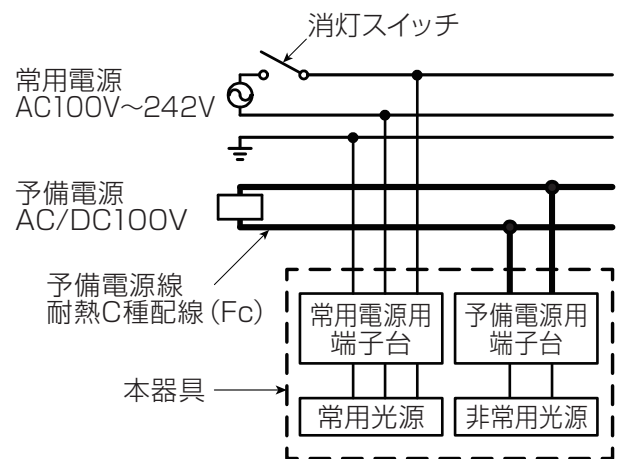 消灯スイッチ
常用電源
AC100V～242V
予備電源
AC/DC100V
予備電源線
耐熱C種配線（Fc）
常用電源用
端子台
予備電源用
端子台
本器具
常用光源
非常用光源